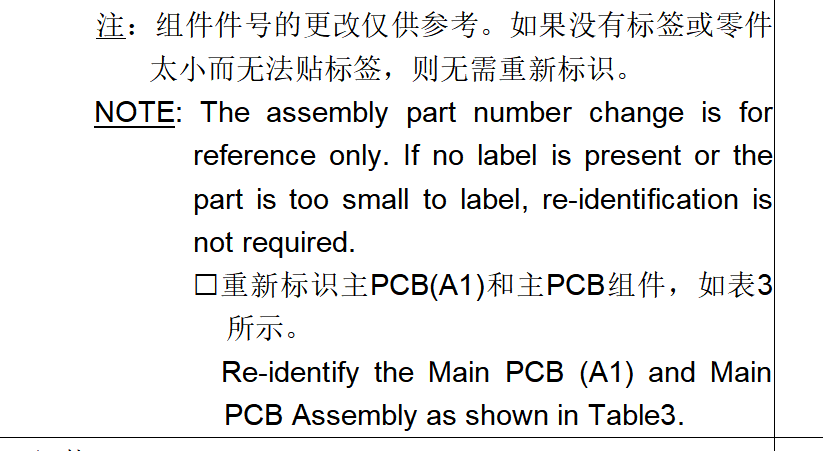 注：组件件号的更改仅供参考。如果没有标签或零件
太小而无法贴标签，则无需重新标识。
NOTE: The assembly part number change is for
reference only. If no label is present or the
part is too small to label, re-identification is
not required.
☐重新标识主PCB(A1)和主PCB组件，如表3
所示。
Re-identify the Main PCB (A1) and Main
PCB Assembly as shown in Table3.